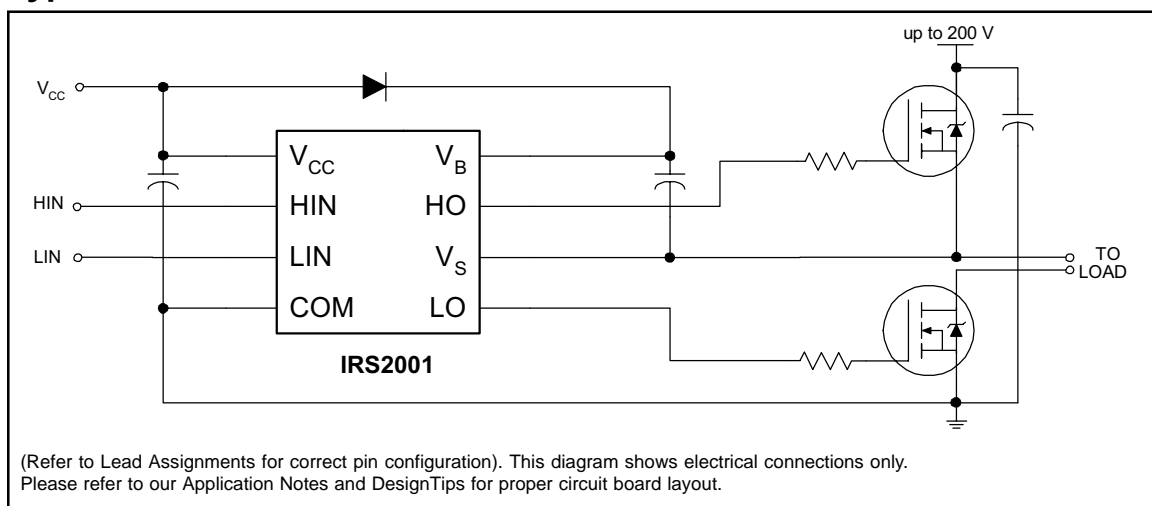 up to 200 V
VCC
VCC
VB
HIN
HIN
HO
LIN
LIN
VS
TO
LOAD
COM
LO
IRS2001
(Refer to Lead Assignments for correct pin configuration). This diagram shows electrical connections only.
Please refer to our Application Notes and DesignTips for proper circuit board layout.